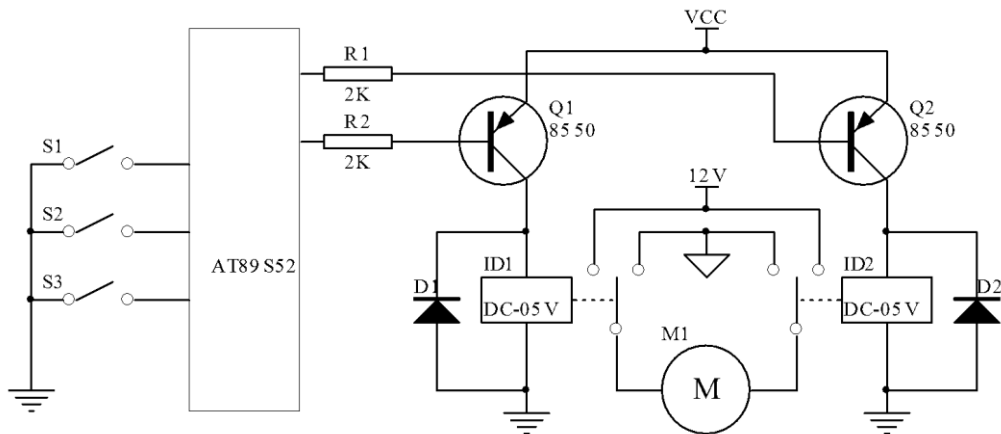 VCC
R1
2K
Q1
8550
Q2
8550
R2
2K
S1
12V
S2
AT89S52
S3
D1
ID1
DC-05V
ID2
DC-05V
D2
M1
M